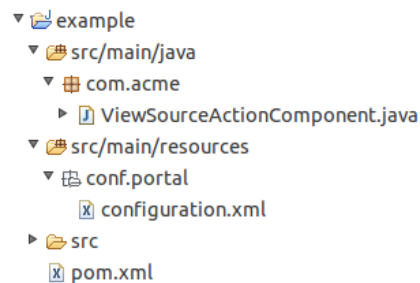 example
src/main/java
com.acme
ViewSourceActionComponent.java
src/main/resources
conf.portal
configuration.xml
src
pom.xml